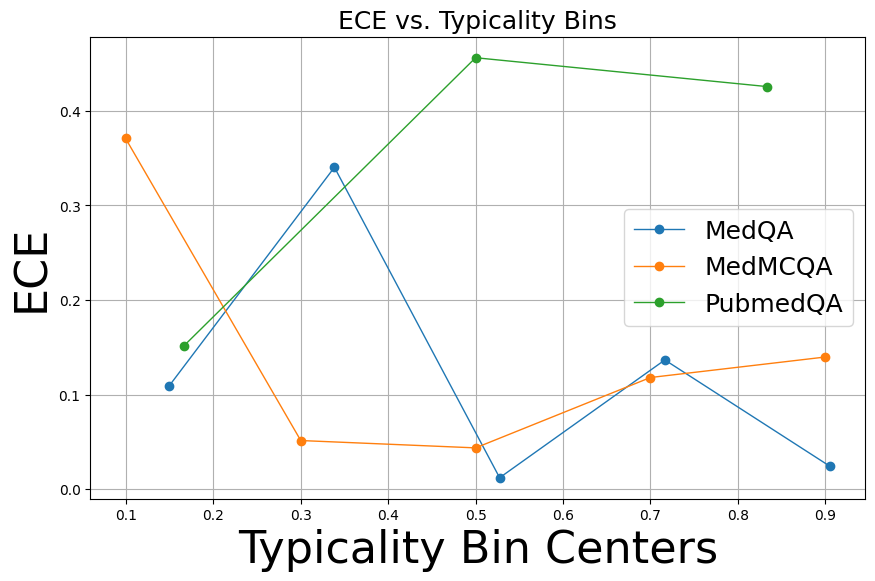 ECE vs. Typicality Bins
ECE
0.4
0.3
0.2
0.1
0.0
MedQA
MedMCQA
PubmedQA
0.1 0.2 0.3 0.4 0.5 0.6 0.7 0.8 0.9
Typicality Bin Centers